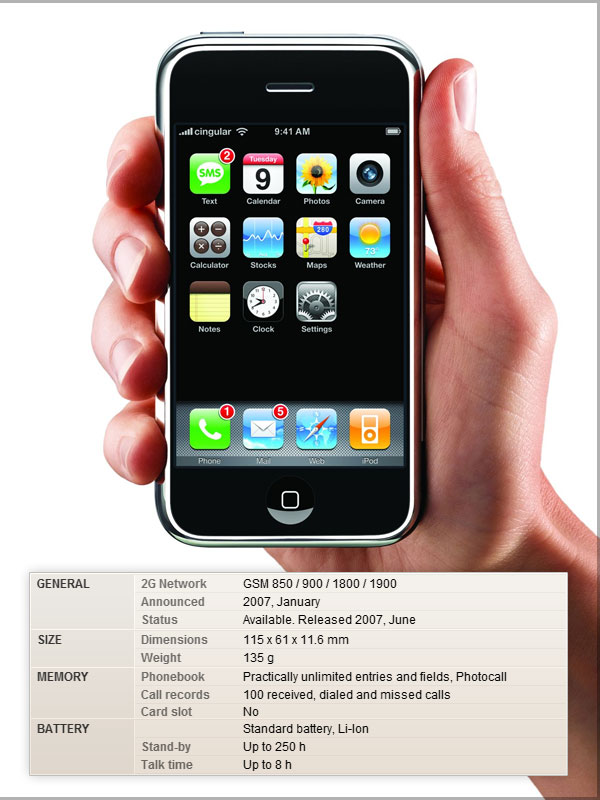 cingular 9:41 AM
2
SMS Tuesday 9
Text Calendar Photos Camera
280 73°
Calculator Stocks Maps Weather
Notes Clock Settings
1 5
Phone Mail Web iPod
GENERAL 2G Network GSM 850 / 900 / 1800 / 1900
Announced 2007, January
Status Available. Released 2007, June
SIZE Dimensions 115 x 61 x 11.6 mm
Weight 135 g
MEMORY Phonebook Practically unlimited entries and fields, Photocall
Call records 100 received, dialed and missed calls
Card slot No
BATTERY Standard battery, Li-Ion
Stand-by Up to 250 h
Talk time Up to 8 h